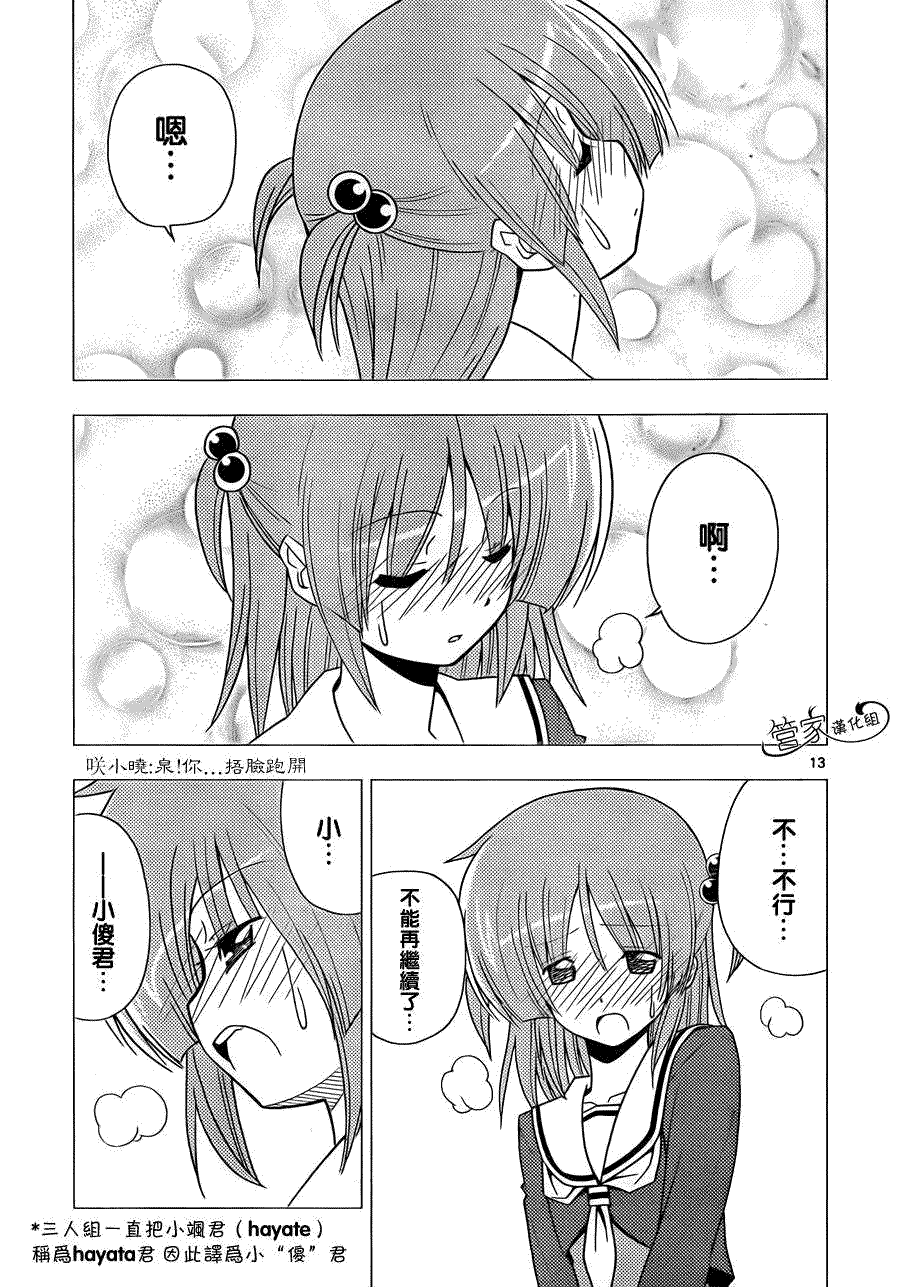 嗯…
啊…
管家漢化組
13
咲小曉:泉!你...捂臉跑開
不…不行…
不能再繼續了…
小…
——小傻君…
*三人組一直把小颯君（hayate）
稱爲hayata君 因此譯爲小“傻”君